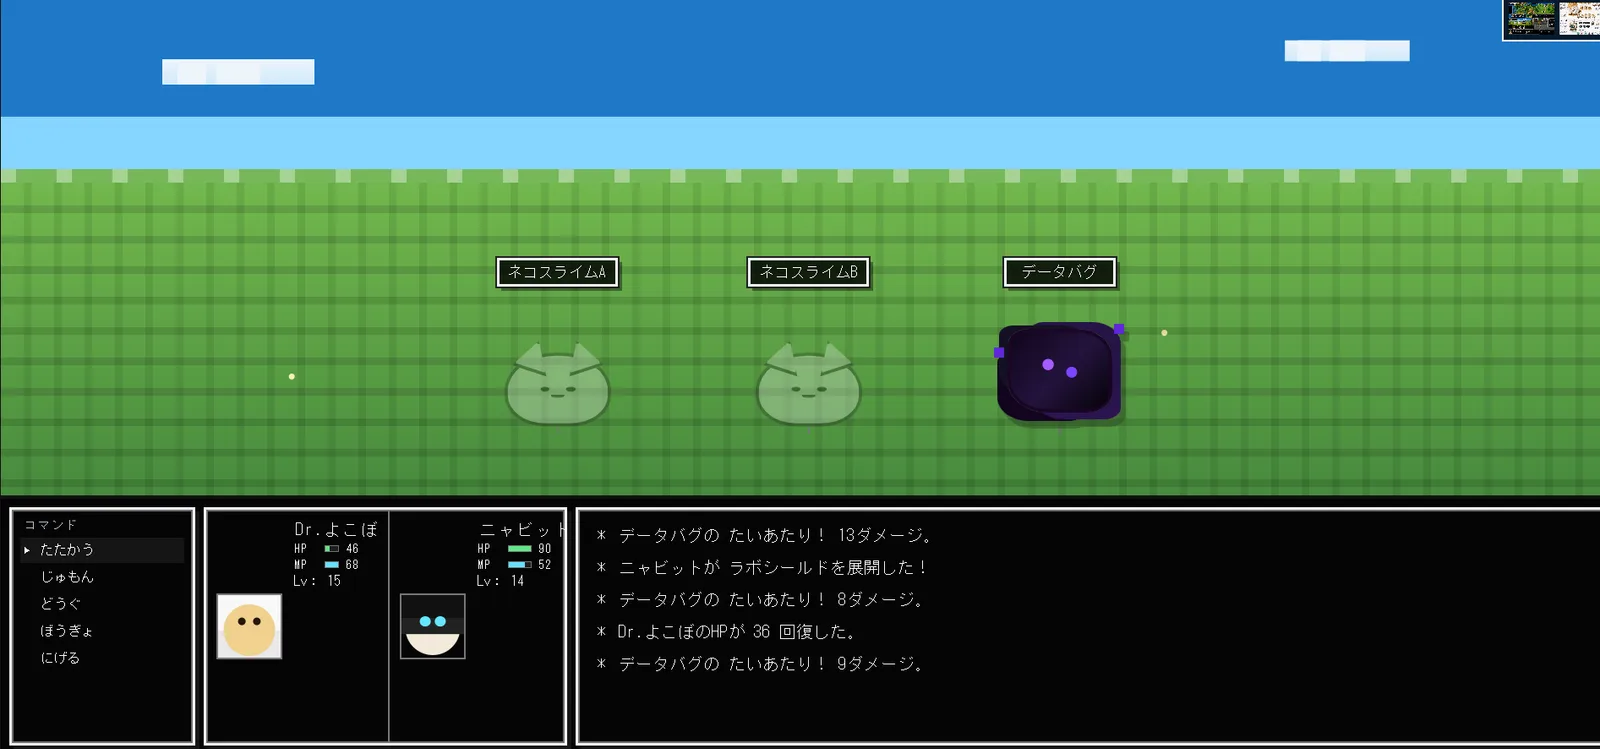 ネコスライムA
ネコスライムB
データバグ
コマンド
▶ たたかう
じゅもん
どうぐ
ぼうぎょ
にげる
Dr.よこぼ
HP 46
MP 68
Lv: 15
ニャビット
HP 90
MP 52
Lv: 14
* データバグの たいあたり! 13ダメージ。
* ニャビットが ラボシールドを展開した!
* データバグの たいあたり! 8ダメージ。
* Dr.よこぼのHPが 36 回復した。
* データバグの たいあたり! 9ダメージ。